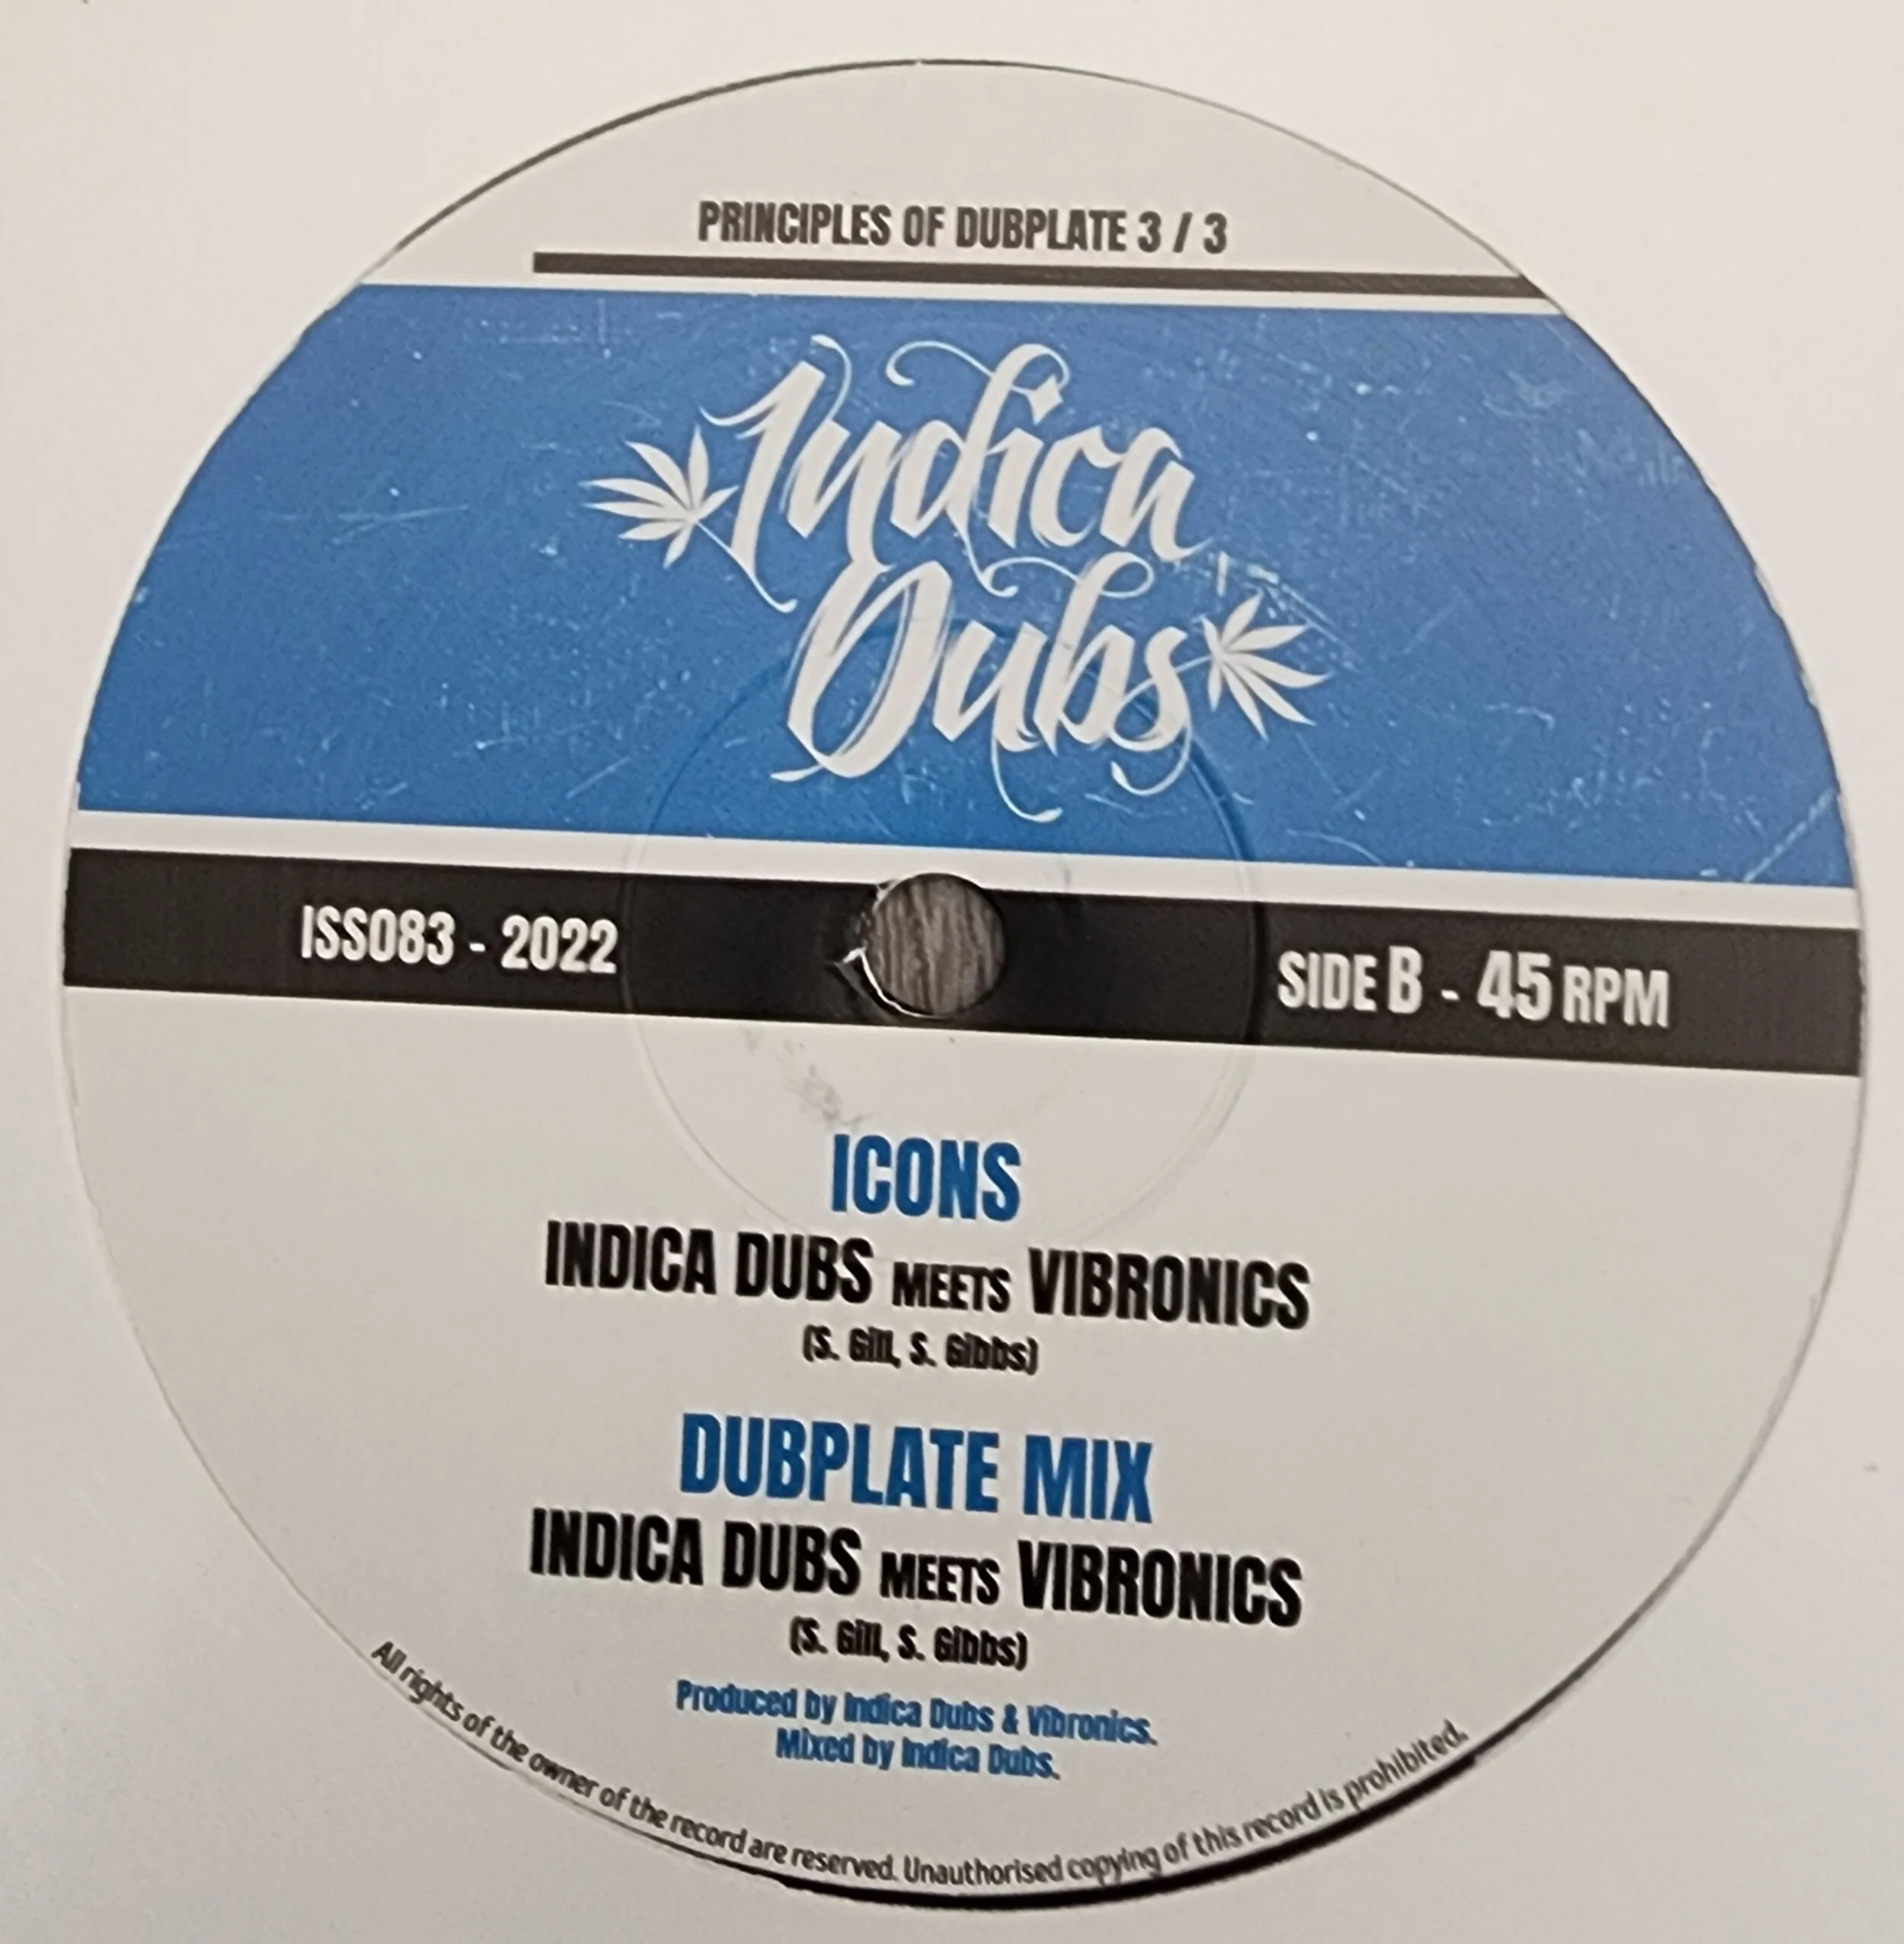 PRINCIPLES OF DUBPLATE 3 / 3
Indica
Dubs
ISS083 - 2022
SIDE B - 45 RPM
ICONS
INDICA DUBS MEETS VIBRONICS
(S. Gill, S. Gibbs)
DUBPLATE MIX
INDICA DUBS MEETS VIBRONICS
(S. Gill, S. Gibbs)
Produced by Indica Dubs & Vibronics.
Mixed by Indica Dubs.
All rights of the owner of the record are reserved. Unauthorised copying of this record is prohibited.